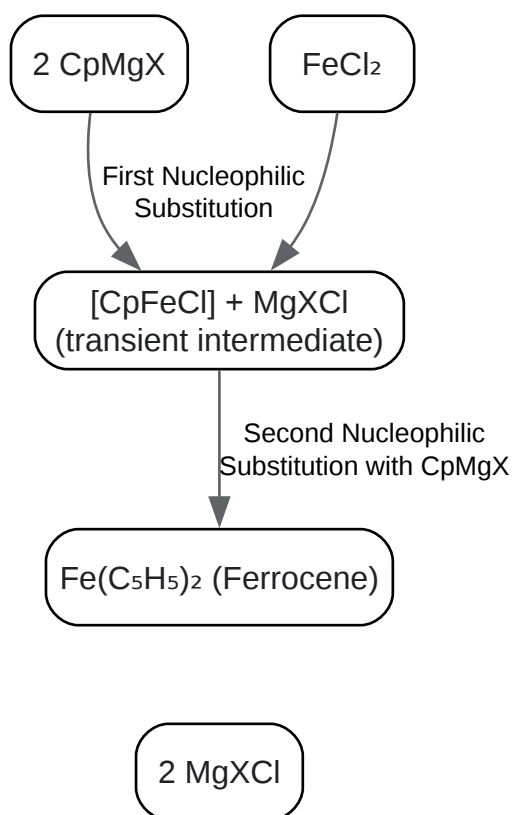 2 CpMgX
FeCl₂
First Nucleophilic
Substitution
[CpFeCl] + MgXCl
(transient intermediate)
Second Nucleophilic
Substitution with CpMgX
Fe(C₅H₅)₂ (Ferrocene)
2 MgXCl